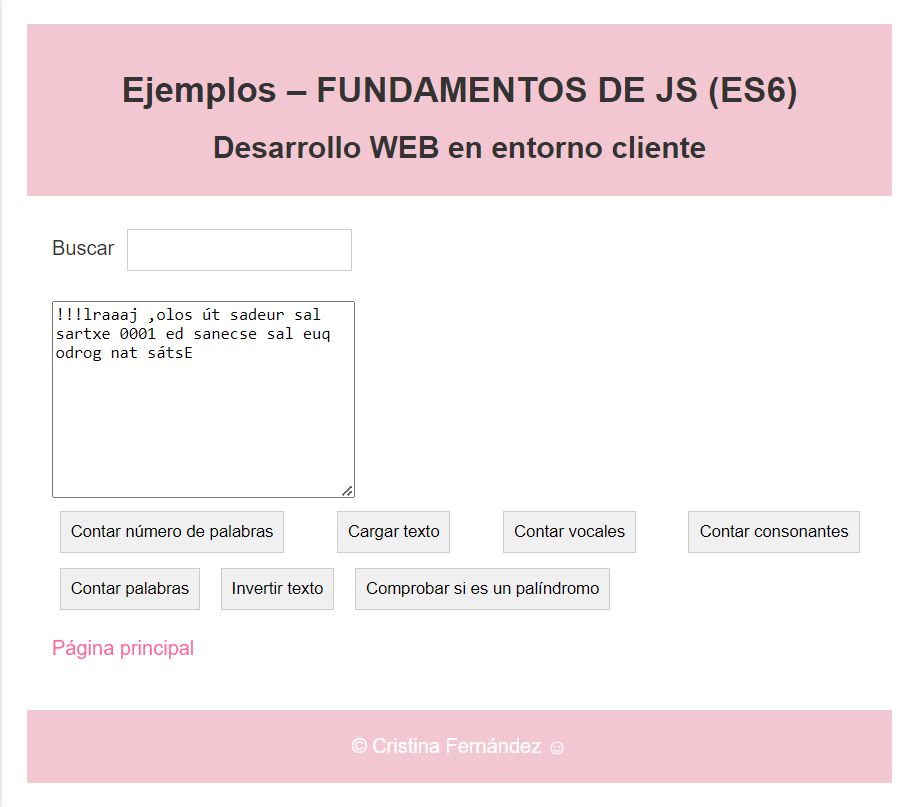 Ejemplos – FUNDAMENTOS DE JS (ES6)
Desarrollo WEB en entorno cliente
Buscar
!!!lraaaj ,olos út sadeur sal
sartxe 0001 ed sanecse sal euq
odrog nat sátsE
Contar número de palabras Cargar texto Contar vocales Contar consonantes
Contar palabras Invertir texto Comprobar si es un palíndromo
Página principal
© Cristina Fernández ☺